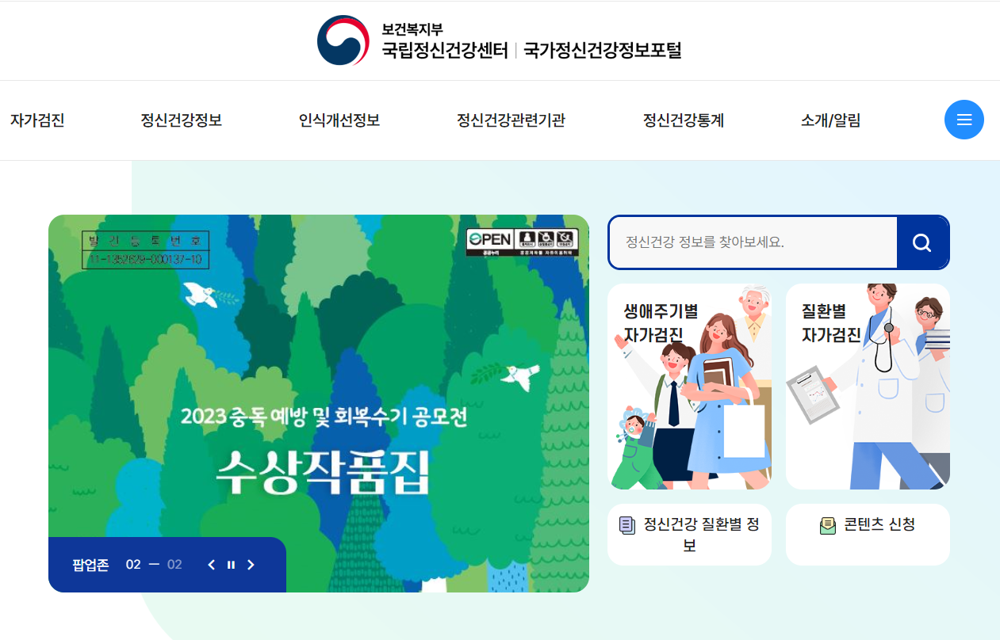 보건복지부
국립정신건강센터 국가정신건강정보포털
자가검진 정신건강정보 인식개선정보 정신건강관련기관 정신건강통계 소개/알림
발 간 등 록 번 호
11-1352629-000137-10
OPEN
공공누리
2023 중독 예방 및 회복수기 공모전
수상작품집
팝업존 02 — 02
정신건강 정보를 찾아보세요.
생애주기별
자가검진
질환별
자가검진
정신건강 질환별 정
보
콘텐츠 신청